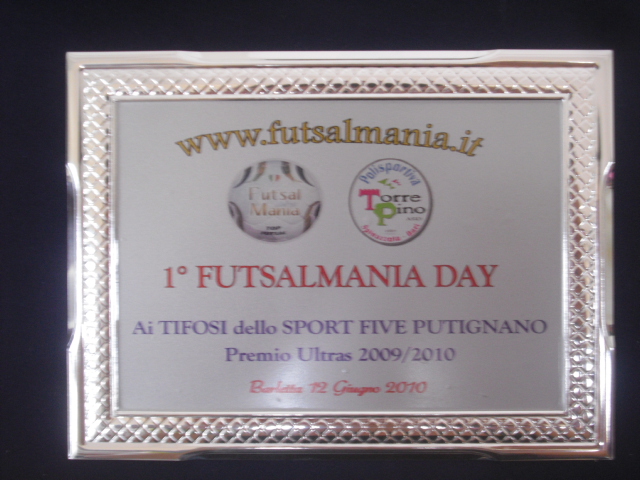 www.futsalmania.it
Futsal
Mania
Polisportiva
Torre
Pino
1° FUTSALMANIA DAY
Ai TIFOSI dello SPORT FIVE PUTIGNANO
Premio Ultras 2009/2010
Barletta 12 Giugno 2010